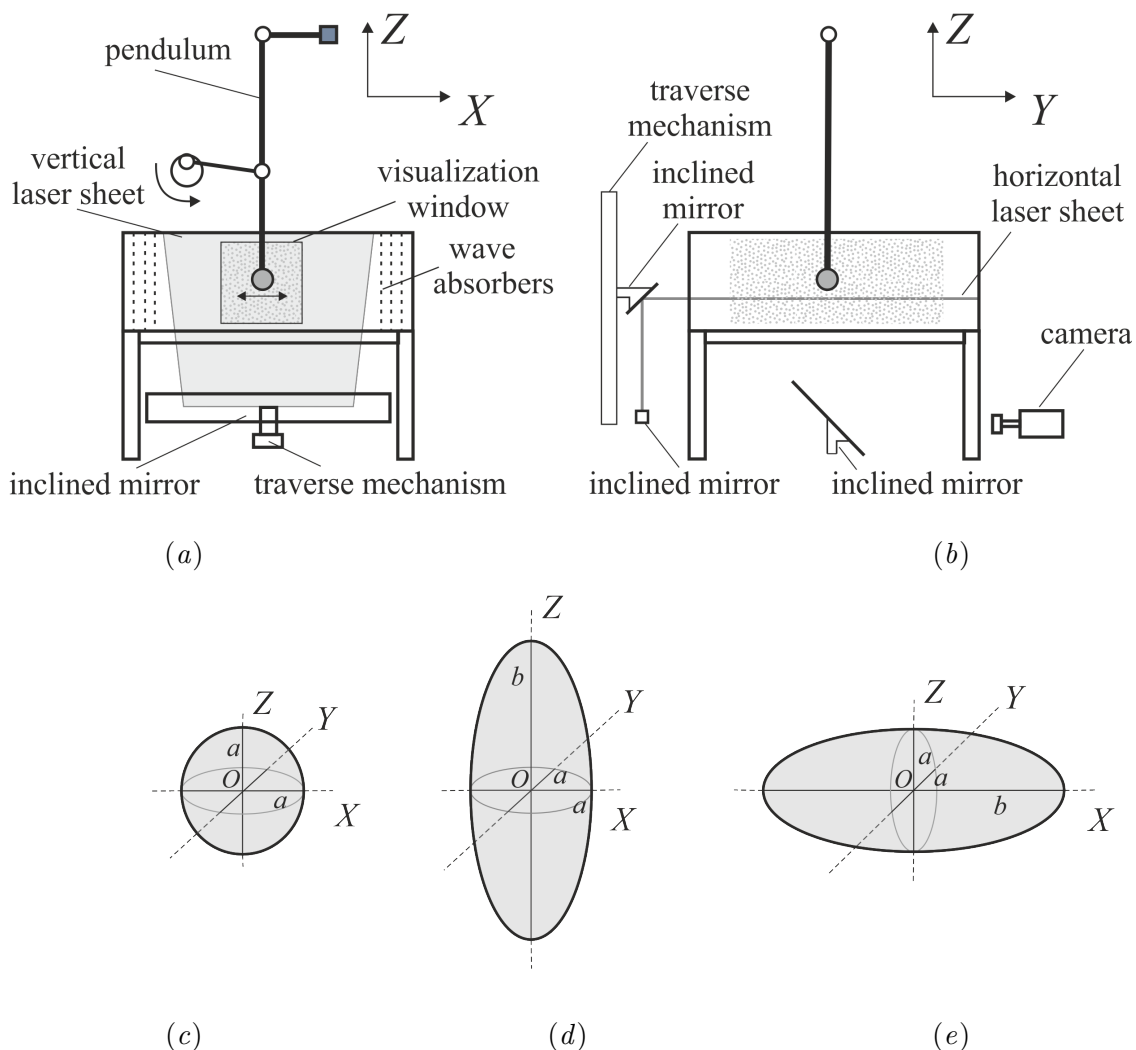 pendulum
Z
X
vertical
laser sheet
visualization
window
wave
absorbers
inclined mirror
traverse mechanism
(a)
traverse
mechanism
inclined
mirror
Z
Y
horizontal
laser sheet
camera
inclined mirror
inclined mirror
(b)
Z
Y
a
O
a
X
(c)
Z
b
Y
O
a
a
X
(d)
Z
Y
a
O
a
b
X
(e)